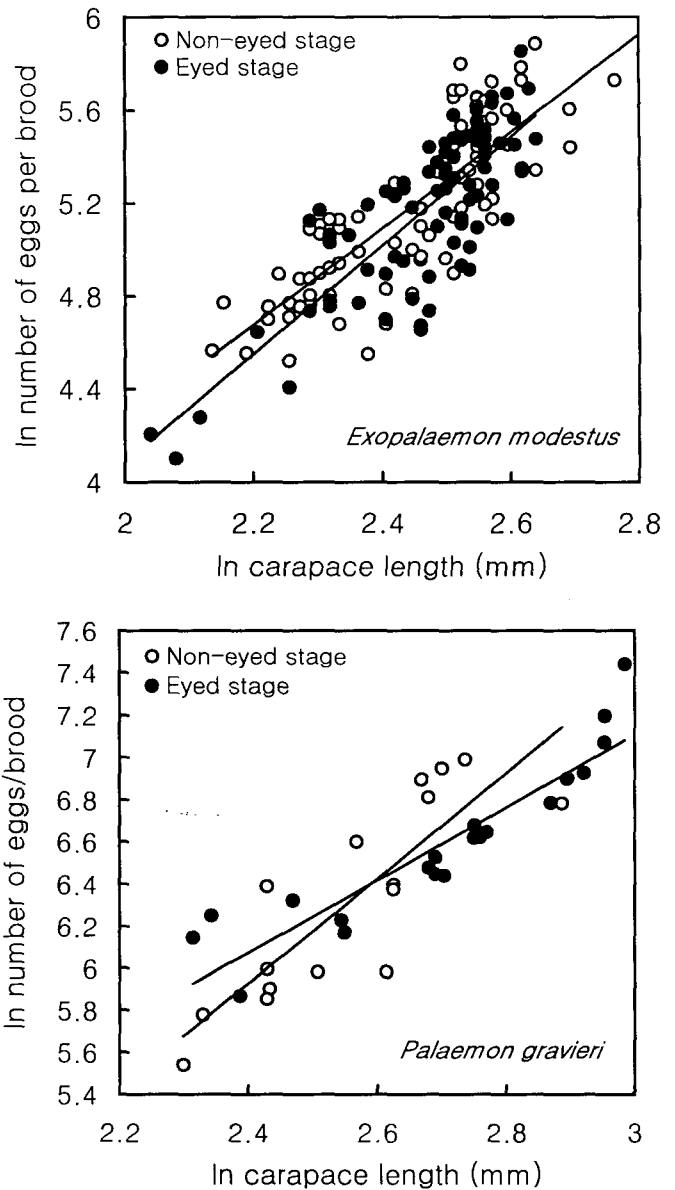 6
○ Non-eyed stage
● Eyed stage
5.6
5.2
4.8
4.4
4
ln number of eggs per brood
Exopalaemon modestus
2 2.2 2.4 2.6 2.8
ln carapace length (mm)
7.6
○ Non-eyed stage
● Eyed stage
7.4
7.2
7
6.8
6.6
6.4
6.2
6
5.8
5.6
5.4
ln number of eggs/brood
Palaemon gravieri
2.2 2.4 2.6 2.8 3
ln carapace length (mm)